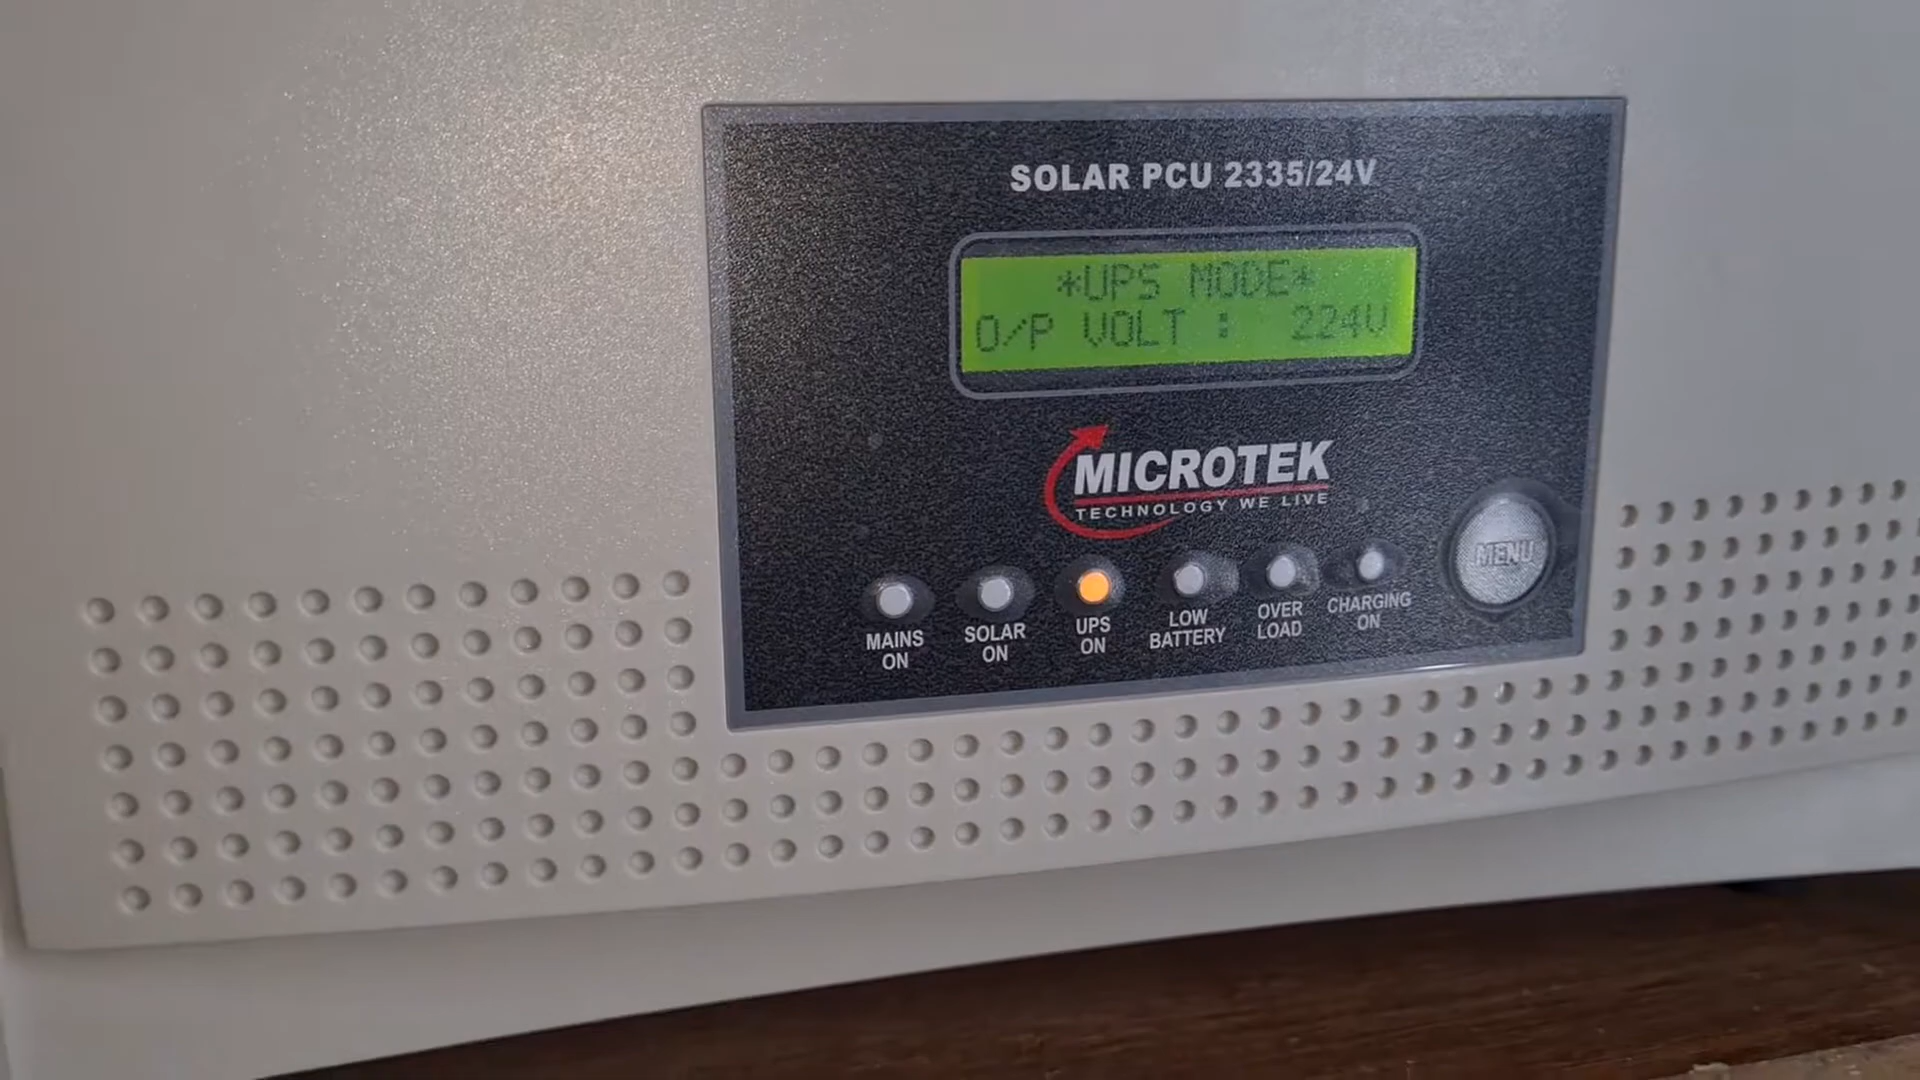 SOLAR PCU 2335/24V
*UPS MODE*
O/P VOLT : 224V
MICROTEK
TECHNOLOGY WE LIVE
MAINS ON
SOLAR ON
UPS ON
LOW BATTERY
OVER LOAD
CHARGING ON
MENU